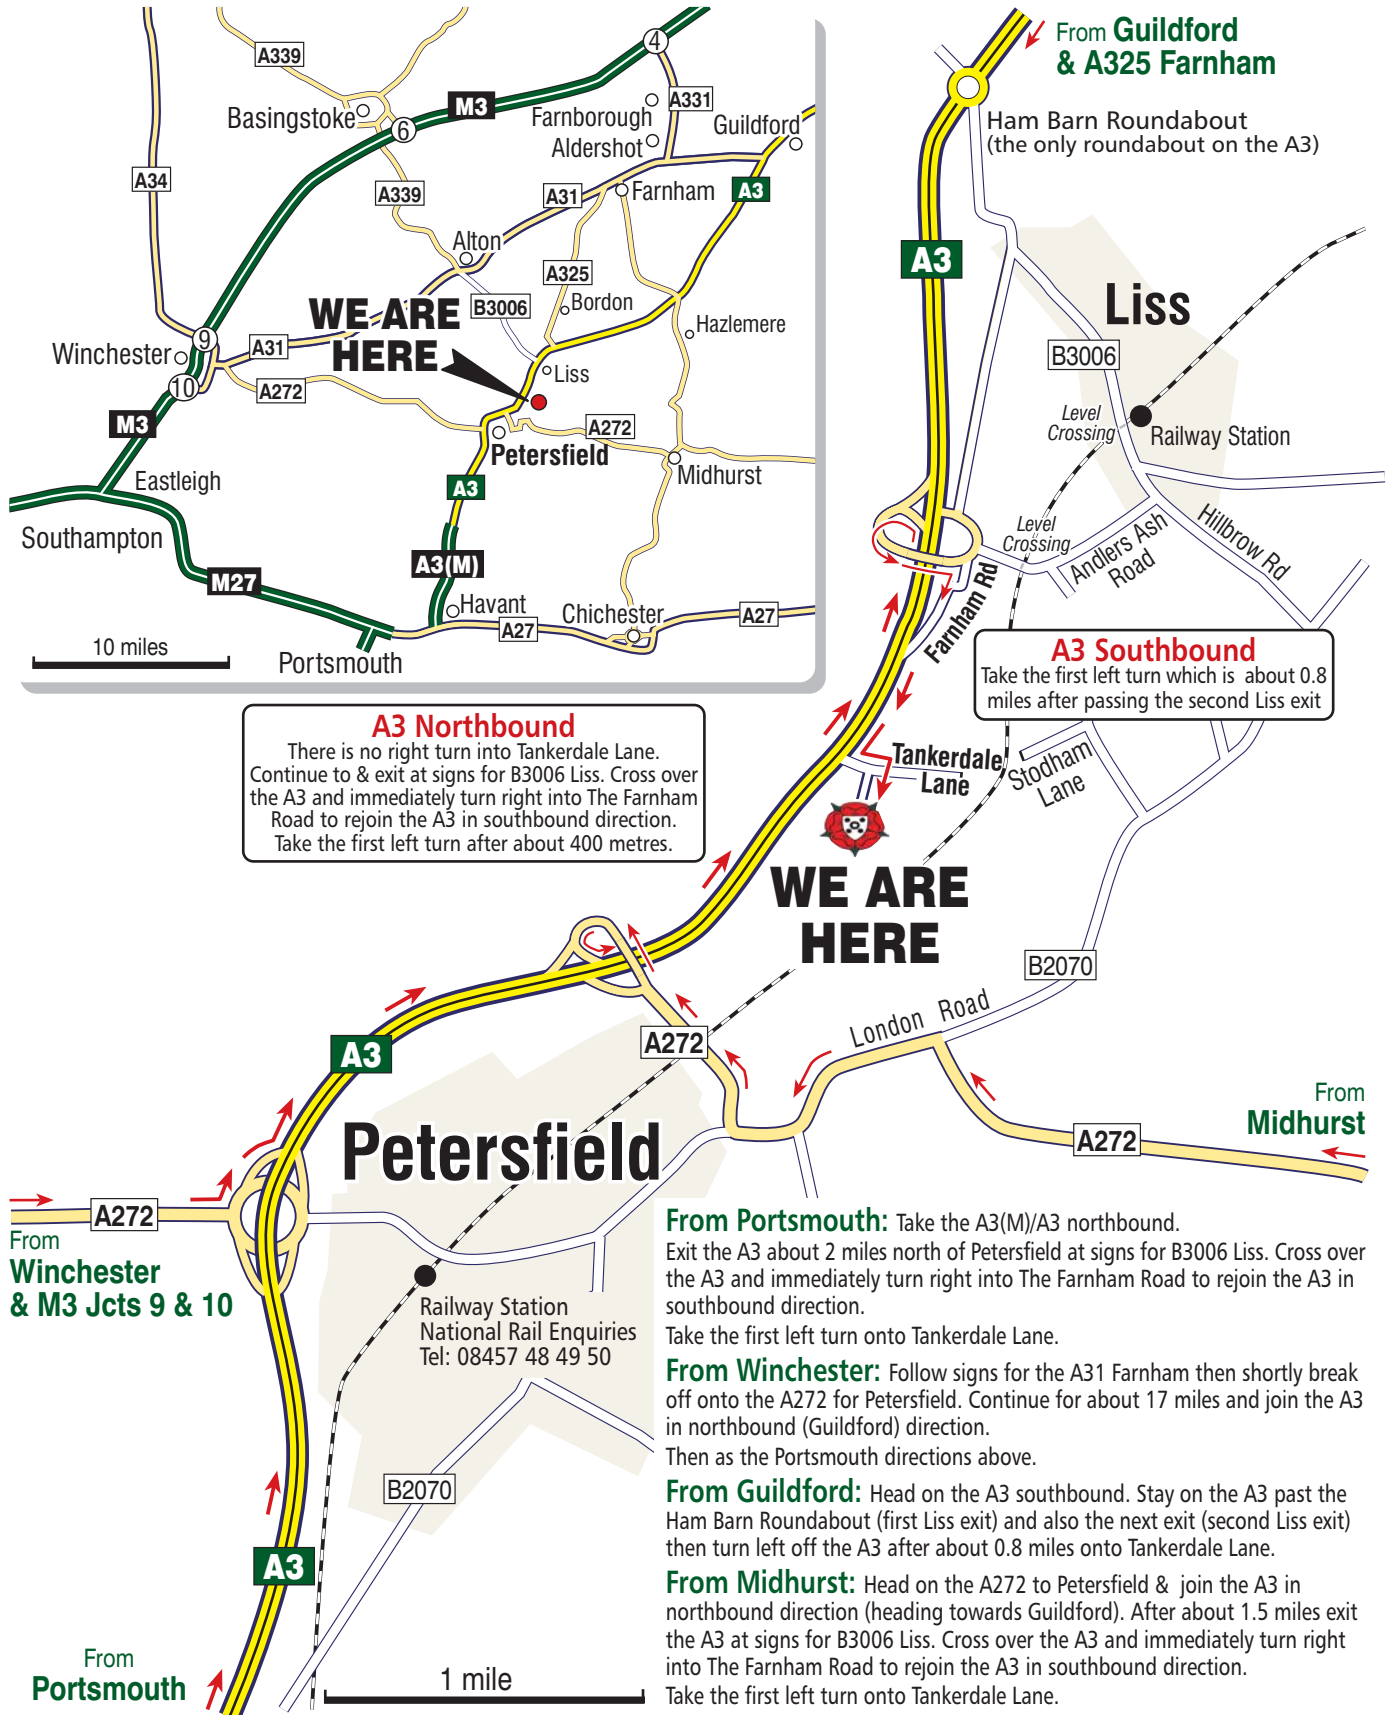 A339
Basingstoke
M3
4
6
Farnborough
A331
Aldershot
Guildford
A34
A339
A31
Farnham
A3
Alton
A325
B3006
Bordon
WE ARE
HERE
Hazlemere
9
Winchester
A31
10
A272
Liss
M3
A272
Petersfield
Midhurst
Eastleigh
A3
Southampton
A3(M)
M27
Havant
Chichester
A27
A27
10 miles
Portsmouth
From Guildford
& A325 Farnham
Ham Barn Roundabout
(the only roundabout on the A3)
A3
Liss
B3006
Level
Crossing
Railway Station
Level
Crossing
Andlers Ash
Road
Hillbrow Rd
Farnham Rd
A3 Southbound
Take the first left turn which is about 0.8
miles after passing the second Liss exit
A3 Northbound
There is no right turn into Tankerdale Lane.
Continue to & exit at signs for B3006 Liss. Cross over
the A3 and immediately turn right into The Farnham
Road to rejoin the A3 in southbound direction.
Take the first left turn after about 400 metres.
Tankerdale
Lane
Stodham
Lane
WE ARE
HERE
B2070
London Road
A272
A3
From
Midhurst
A272
Petersfield
A272
From
Winchester
& M3 Jcts 9 & 10
Railway Station
National Rail Enquiries
Tel: 08457 48 49 50
B2070
A3
From
Portsmouth
1 mile
From Portsmouth: Take the A3(M)/A3 northbound.
Exit the A3 about 2 miles north of Petersfield at signs for B3006 Liss. Cross over
the A3 and immediately turn right into The Farnham Road to rejoin the A3 in
southbound direction.
Take the first left turn onto Tankerdale Lane.
From Winchester: Follow signs for the A31 Farnham then shortly break
off onto the A272 for Petersfield. Continue for about 17 miles and join the A3
in northbound (Guildford) direction.
Then as the Portsmouth directions above.
From Guildford: Head on the A3 southbound. Stay on the A3 past the
Ham Barn Roundabout (first Liss exit) and also the next exit (second Liss exit)
then turn left off the A3 after about 0.8 miles onto Tankerdale Lane.
From Midhurst: Head on the A272 to Petersfield & join the A3 in
northbound direction (heading towards Guildford). After about 1.5 miles exit
the A3 at signs for B3006 Liss. Cross over the A3 and immediately turn right
into The Farnham Road to rejoin the A3 in southbound direction.
Take the first left turn onto Tankerdale Lane.